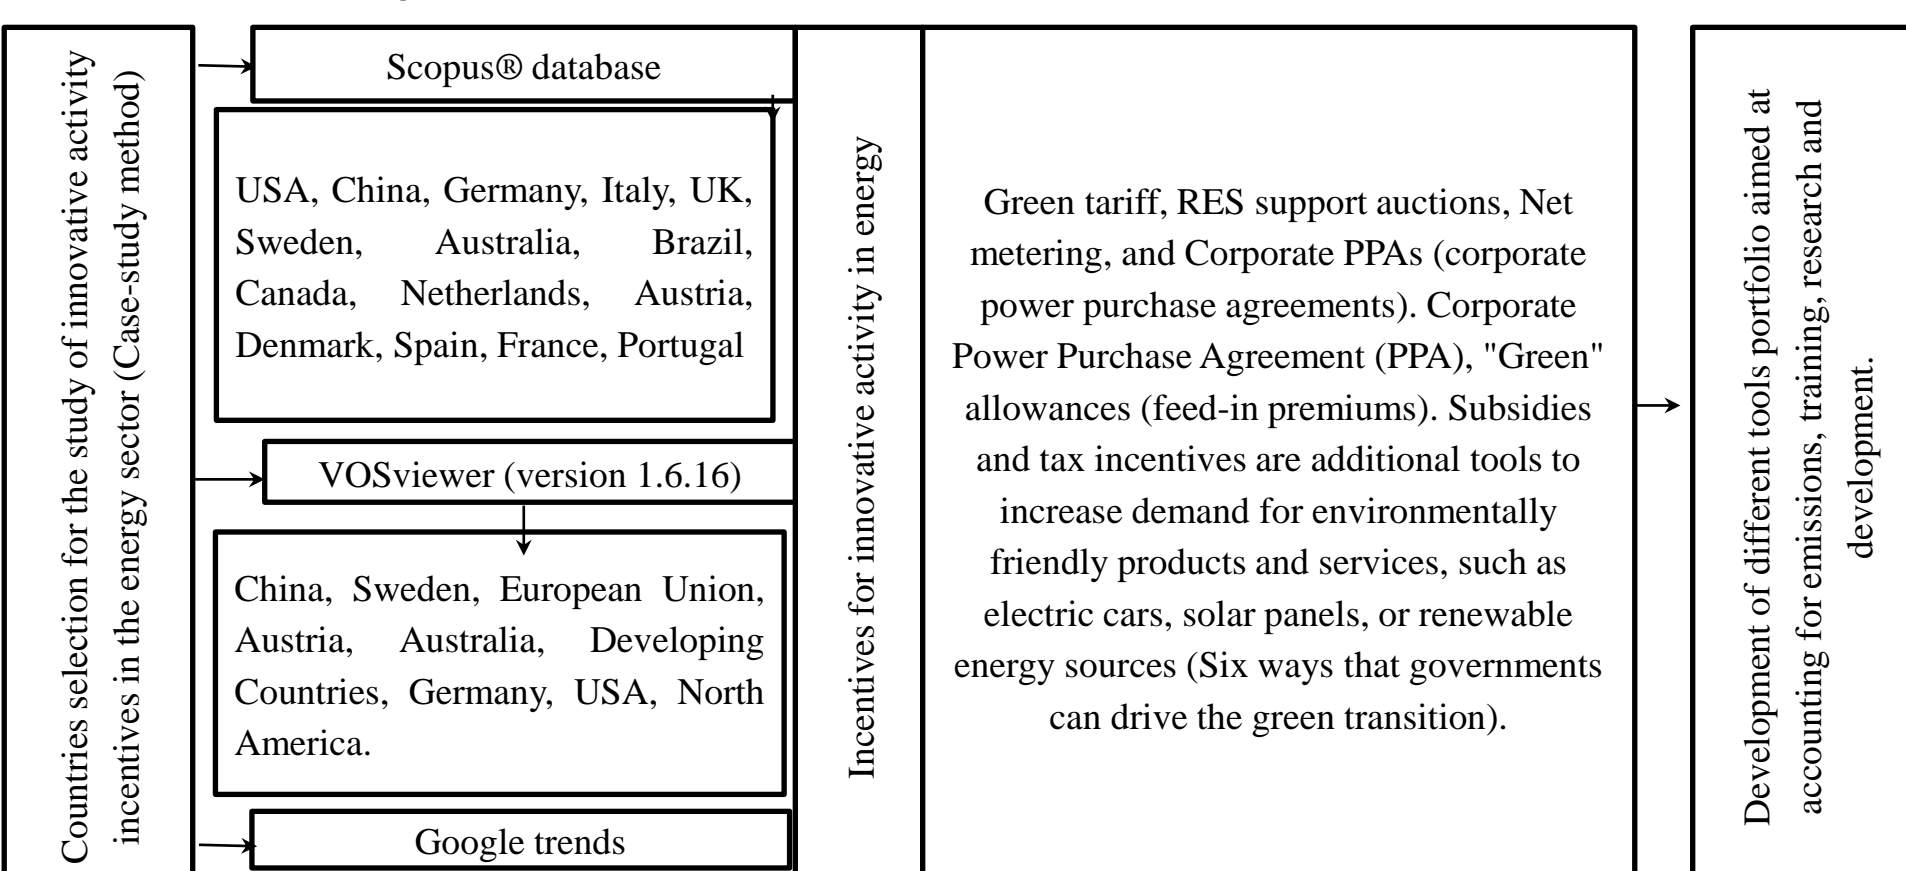 Countries selection for the study of innovative activity
incentives in the energy sector (Case-study method)
Scopus® database
USA, China, Germany, Italy, UK,
Sweden, Australia, Brazil,
Canada, Netherlands, Austria,
Denmark, Spain, France, Portugal
VOSviewer (version 1.6.16)
China, Sweden, European Union,
Austria, Australia, Developing
Countries, Germany, USA, North
America.
Google trends
Incentives for innovative activity in energy
Green tariff, RES support auctions, Net
metering, and Corporate PPAs (corporate
power purchase agreements). Corporate
Power Purchase Agreement (PPA), "Green"
allowances (feed-in premiums). Subsidies
and tax incentives are additional tools to
increase demand for environmentally
friendly products and services, such as
electric cars, solar panels, or renewable
energy sources (Six ways that governments
can drive the green transition).
Development of different tools portfolio aimed at
accounting for emissions, training, research and
development.